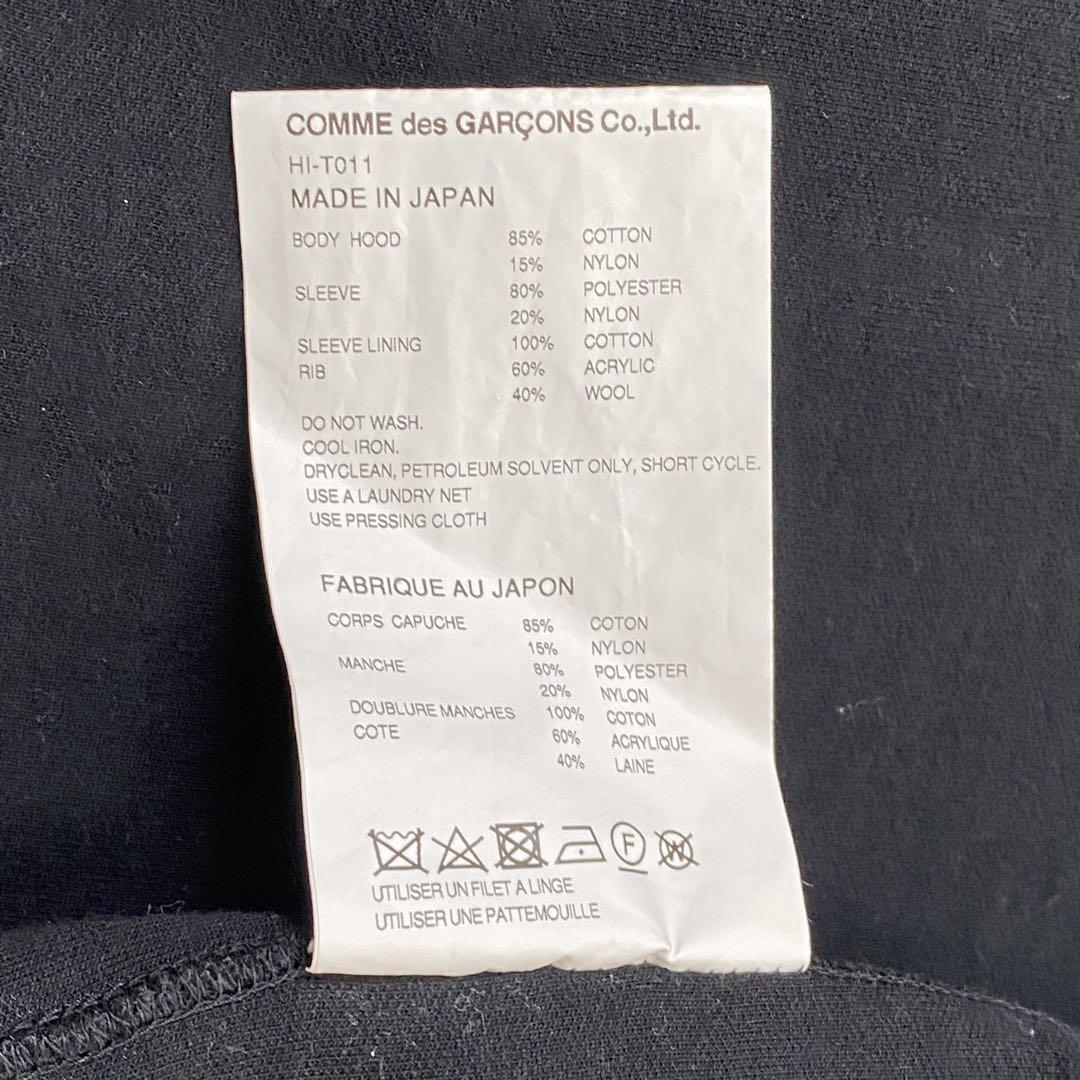 COMME des GARÇONS Co.,Ltd.
HI-T011
MADE IN JAPAN
BODY HOOD 85% COTTON
15% NYLON
SLEEVE 80% POLYESTER
20% NYLON
SLEEVE LINING 100% COTTON
RIB 60% ACRYLIC
40% WOOL
DO NOT WASH.
COOL IRON.
DRYCLEAN, PETROLEUM SOLVENT ONLY, SHORT CYCLE.
USE A LAUNDRY NET
USE PRESSING CLOTH
FABRIQUE AU JAPON
CORPS CAPUCHE 85% COTON
15% NYLON
MANCHE 80% POLYESTER
20% NYLON
DOUBLURE MANCHES 100% COTON
COTE 60% ACRYLIQUE
40% LAINE
F W
UTILISER UN FILET A LINGE
UTILISER UNE PATTEMOUILLE